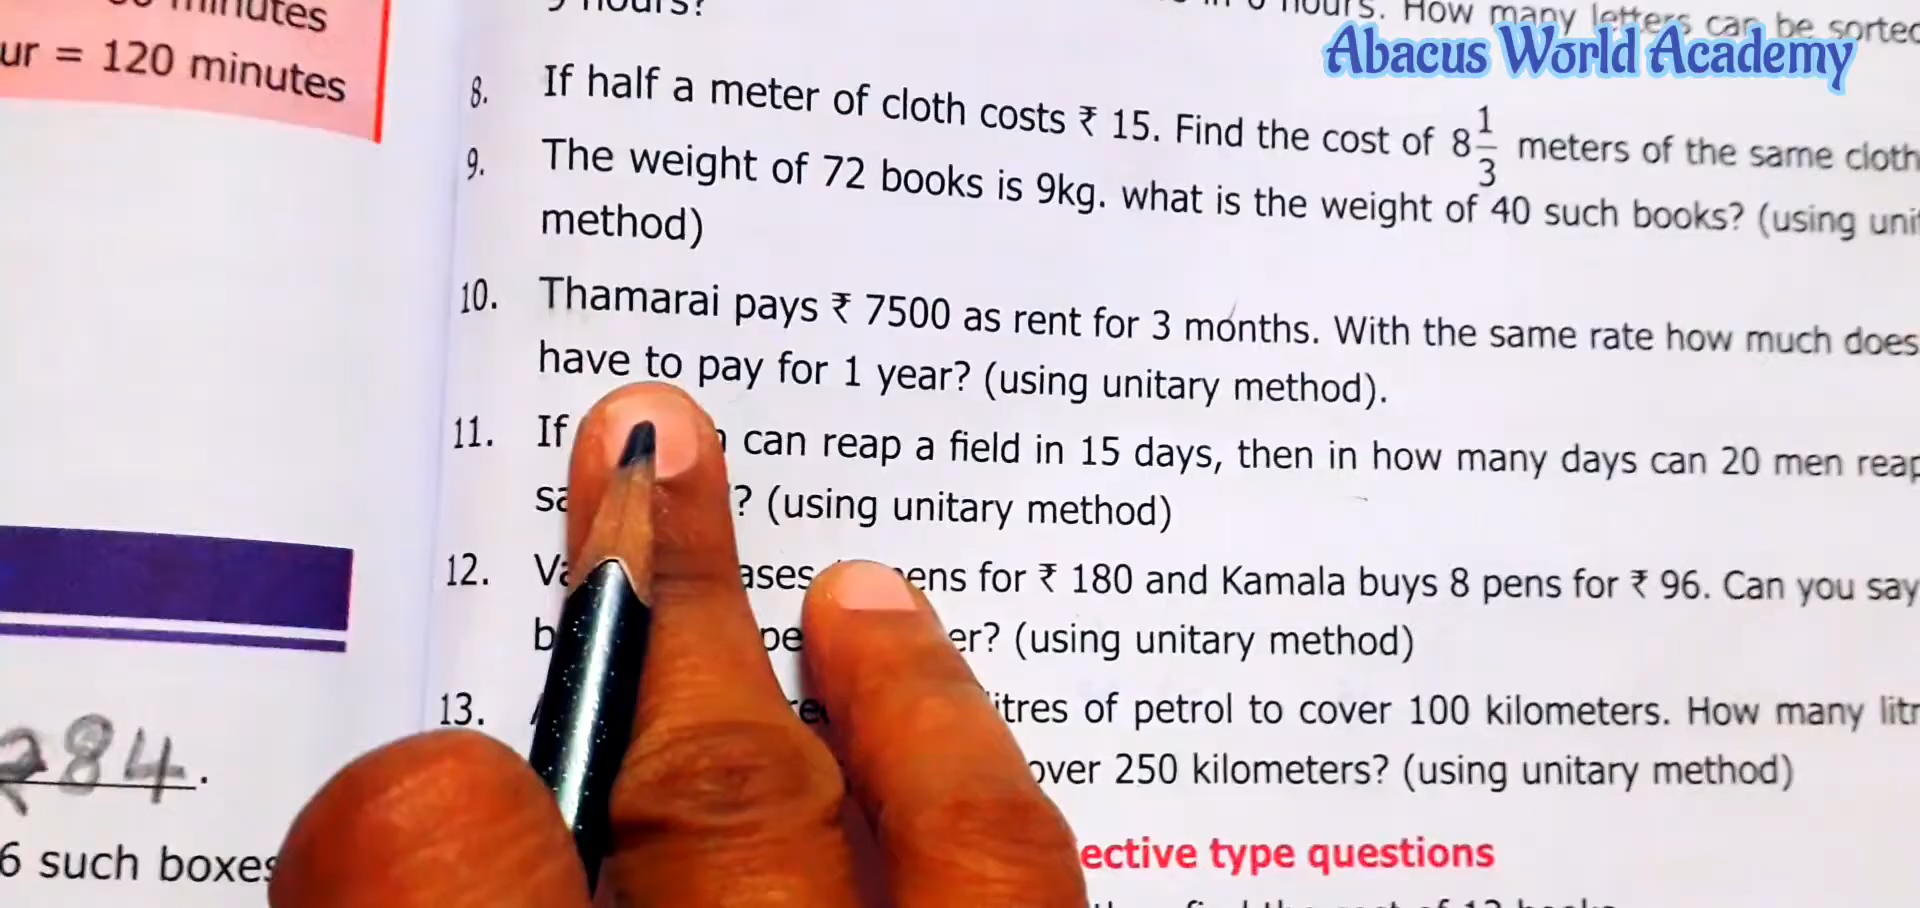 minutes
ur = 120 minutes
284.
6 such boxes
hours?
hours. How many letters can be sorted
Abacus World Academy
8. If half a meter of cloth costs ₹ 15. Find the cost of 8 1/3 meters of the same cloth
9. The weight of 72 books is 9kg. what is the weight of 40 such books? (using uni
method)
10. Thamarai pays ₹ 7500 as rent for 3 months. With the same rate how much does
have to pay for 1 year? (using unitary method).
11. If can reap a field in 15 days, then in how many days can 20 men reap
sa ? (using unitary method)
12. Va ases ens for ₹ 180 and Kamala buys 8 pens for ₹ 96. Can you say
b pe er? (using unitary method)
13. itres of petrol to cover 100 kilometers. How many litr
over 250 kilometers? (using unitary method)
ective type questions